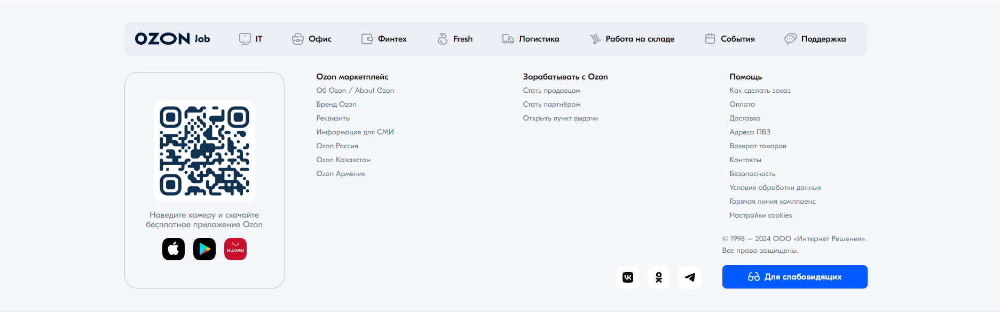 OZON Job
IT
Офис
Финтех
Fresh
Логистика
Работа на складе
События
Поддержка
Наведите камеру и скачайте
бесплатное приложение Ozon
HUAWEI
Ozon маркетплейс
Об Ozon / About Ozon
Бренд Ozon
Реквизиты
Информация для СМИ
Ozon Россия
Ozon Казахстан
Ozon Армения
Зарабатывать с Ozon
Стать продавцом
Стать партнёром
Открыть пункт выдачи
Помощь
Как сделать заказ
Оплата
Доставка
Адреса ПВЗ
Возврат товаров
Контакты
Безопасность
Условия обработки данных
Горячая линия комплаенс
Настройки cookies
© 1998 – 2024 ООО «Интернет Решения».
Все права защищены.
Для слабовидящих